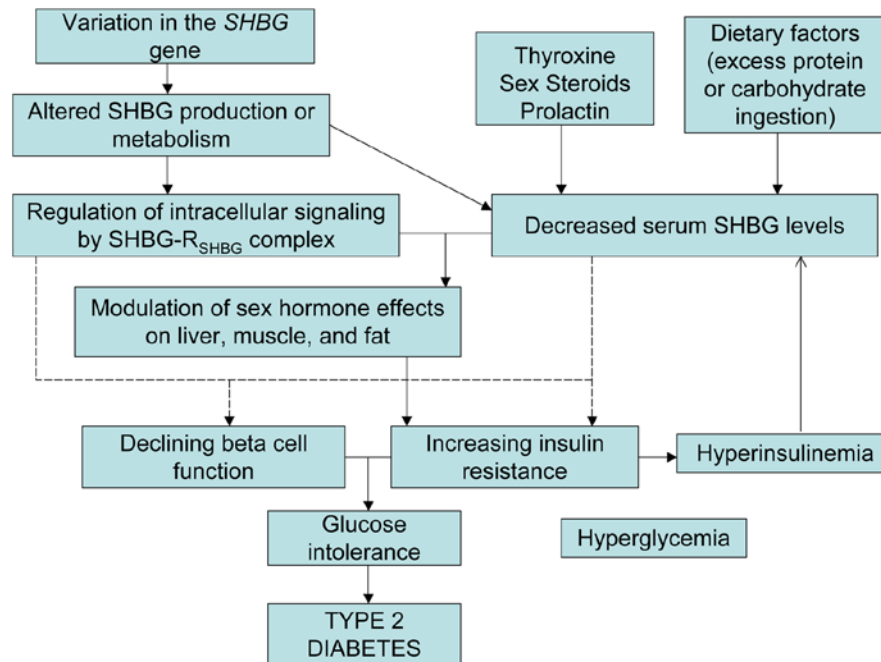 Variation in the SHBG
gene
Thyroxine
Sex Steroids
Prolactin
Dietary factors
(excess protein
or carbohydrate
ingestion)
Altered SHBG production or
metabolism
Regulation of intracellular signaling
by SHBG-RSHBG complex
Decreased serum SHBG levels
Modulation of sex hormone effects
on liver, muscle, and fat
Declining beta cell
function
Increasing insulin
resistance
Hyperinsulinemia
Glucose
intolerance
Hyperglycemia
TYPE 2
DIABETES